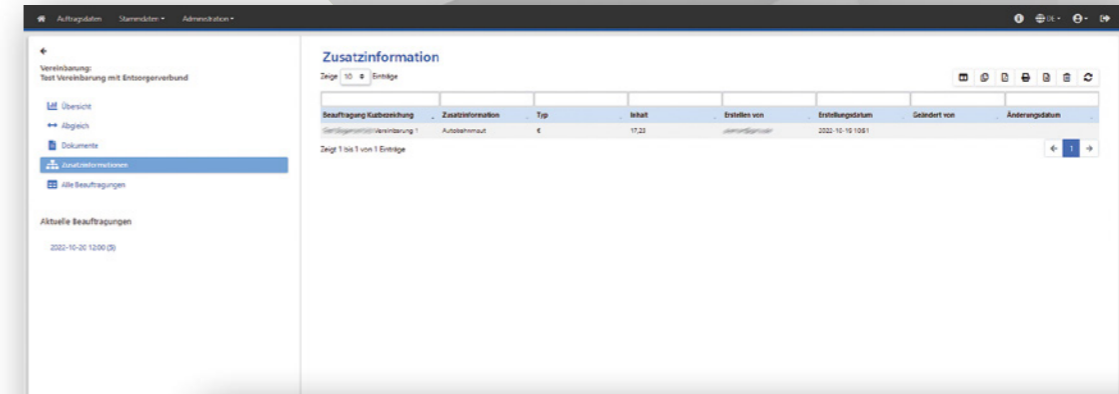 Auftragsdaten Stammdaten Administration
DE
Vereinbarung:
Test Vereinbarung mit Entsorgerverbund
Übersicht
Abgleich
Dokumente
Zusatzinformationen
Alle Beauftragungen
Aktuelle Beauftragungen
2022-10-20 12:00 (5)
Zusatzinformation
Zeige 10 Einträge
Beauftragung Kurzbezeichnung Zusatzinformation Typ Inhalt Erstellen von Erstellungsdatum Geändert von Änderungsdatum
Vereinbarung 1 Autobahnmaut € 17,23 2022-10-19 10:51
Zeigt 1 bis 1 von 1 Einträge
← 1 →